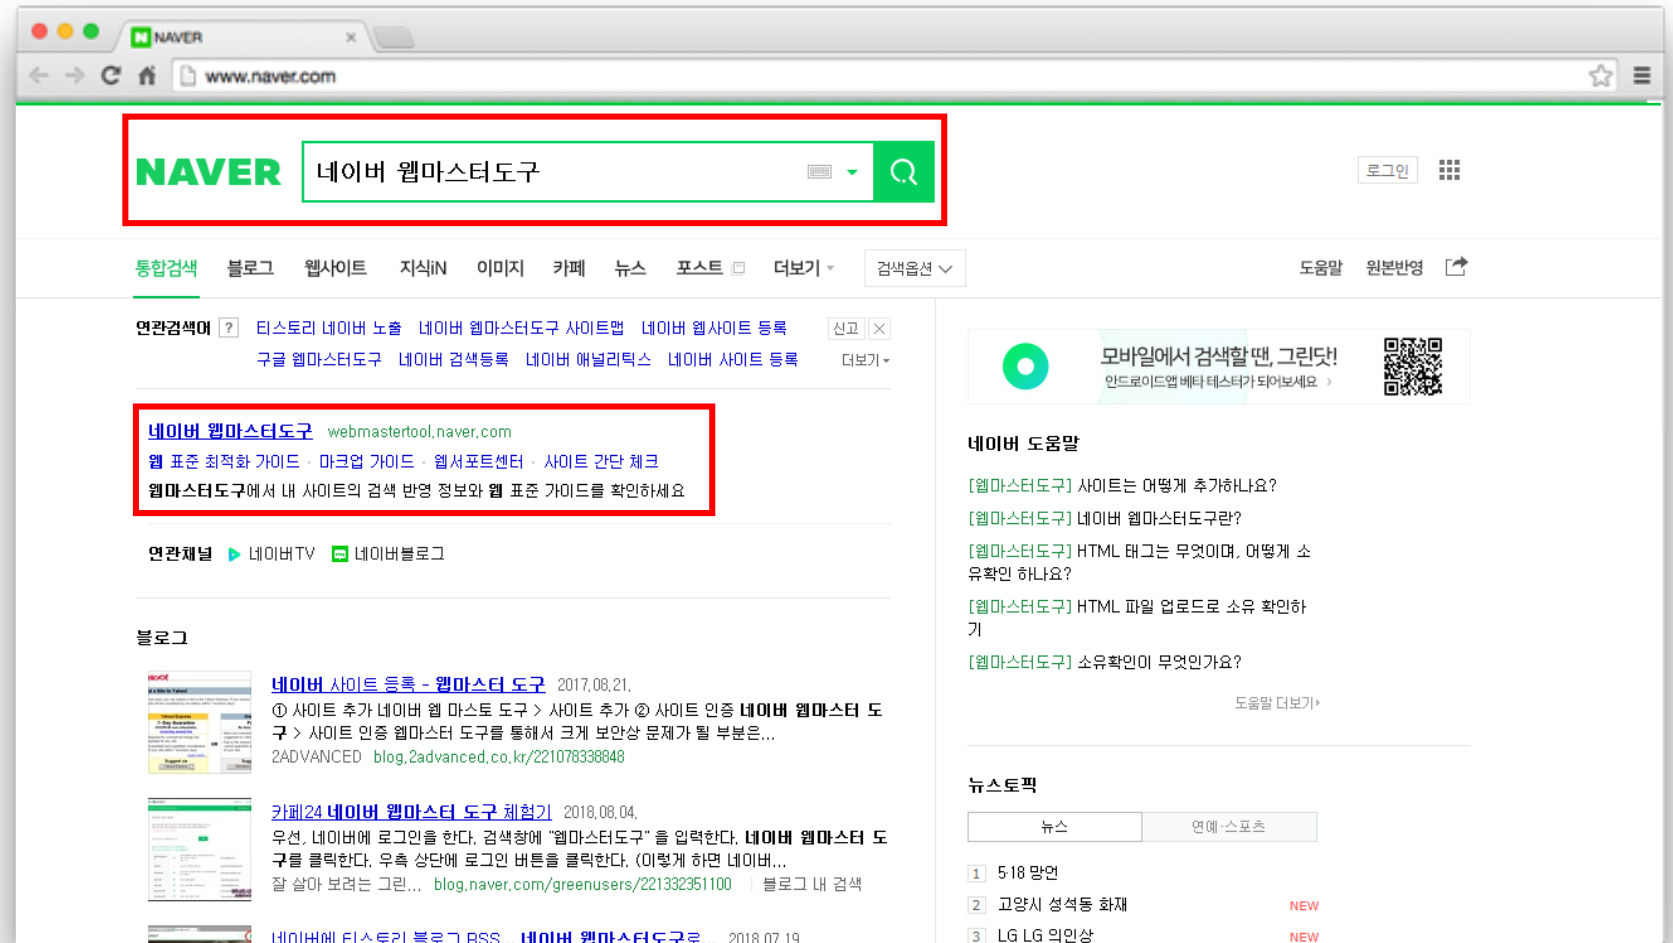 NAVER
www.naver.com
NAVER 네이버 웹마스터도구
로그인
통합검색 블로그 웹사이트 지식iN 이미지 카페 뉴스 포스트 더보기 검색옵션 도움말 원본반영
연관검색어 ? 티스토리 네이버 노출 네이버 웹마스터도구 사이트맵 네이버 웹사이트 등록 신고
구글 웹마스터도구 네이버 검색등록 네이버 애널리틱스 네이버 사이트 등록 더보기
네이버 웹마스터도구 webmastertool.naver.com
웹 표준 최적화 가이드 · 마크업 가이드 · 웹서포트센터 · 사이트 간단 체크
웹마스터도구에서 내 사이트의 검색 반영 정보와 웹 표준 가이드를 확인하세요
연관채널 네이버TV 네이버블로그
블로그
네이버 사이트 등록 - 웹마스터 도구 2017.08.21.
① 사이트 추가 네이버 웹 마스토 도구 > 사이트 추가 ② 사이트 인증 네이버 웹마스터 도
구 > 사이트 인증 웹마스터 도구를 통해서 크게 보안상 문제가 될 부분은...
2ADVANCED blog.2advanced.co.kr/221078338848
카페24 네이버 웹마스터 도구 체험기 2018.08.04.
우선, 네이버에 로그인을 한다. 검색창에 "웹마스터도구" 을 입력한다. 네이버 웹마스터 도
구를 클릭한다. 우측 상단에 로그인 버튼을 클릭한다. (이렇게 하면 네이버...
잘 살아 보려는 그린... blog.naver.com/greenusers/221332351100 블로그 내 검색
네이버에 티스토리 블로그 RSS... 네이버 웹마스터도구로... 2018.07.19.
모바일에서 검색할 땐, 그린닷!
안드로이드앱 베타 테스터가 되어보세요 >
네이버 도움말
[웹마스터도구] 사이트는 어떻게 추가하나요?
[웹마스터도구] 네이버 웹마스터도구란?
[웹마스터도구] HTML 태그는 무엇이며, 어떻게 소
유확인 하나요?
[웹마스터도구] HTML 파일 업로드로 소유 확인하
기
[웹마스터도구] 소유확인이 무엇인가요?
도움말 더보기
뉴스토픽
뉴스 연예·스포츠
1 5·18 망언
2 고양시 성석동 화재 NEW
3 LG LG 의인상 NEW